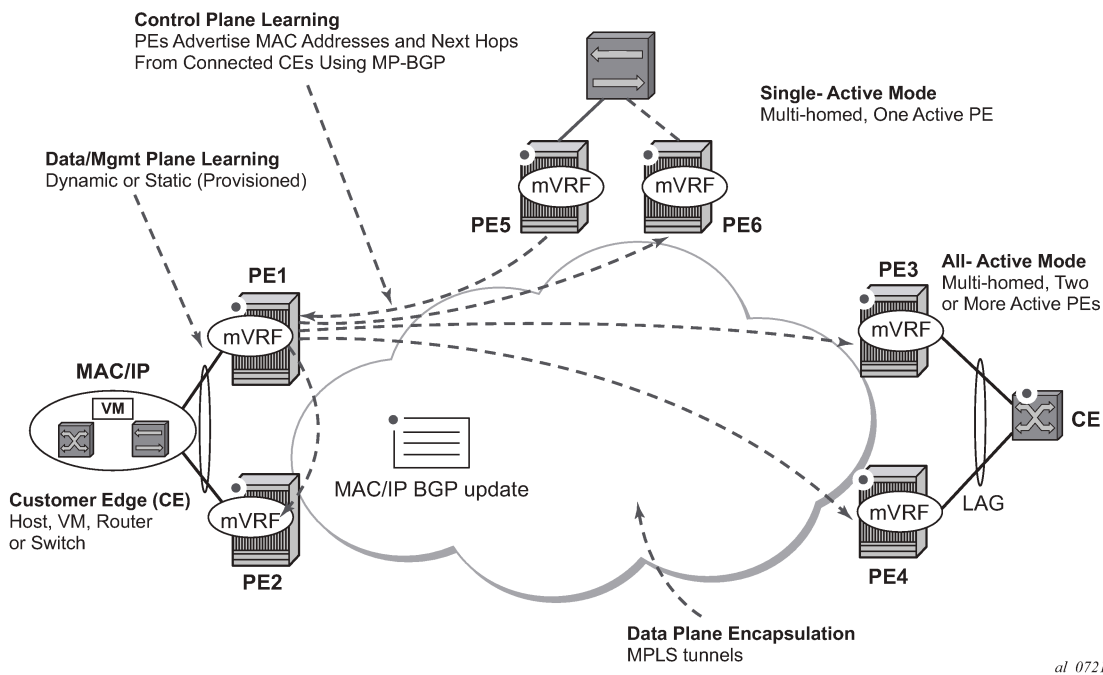 Control Plane Learning
PEs Advertise MAC Addresses and Next Hops
From Connected CEs Using MP-BGP
Single- Active Mode
Multi-homed, One Active PE
Data/Mgmt Plane Learning
Dynamic or Static (Provisioned)
mVRF
mVRF
PE5
PE6
PE1
mVRF
PE3
mVRF
All- Active Mode
Multi-homed, Two
or More Active PEs
MAC/IP
VM
CE
Customer Edge (CE)
Host, VM, Router
or Switch
mVRF
PE2
MAC/IP BGP update
mVRF
PE4
LAG
Data Plane Encapsulation
MPLS tunnels
al_0721